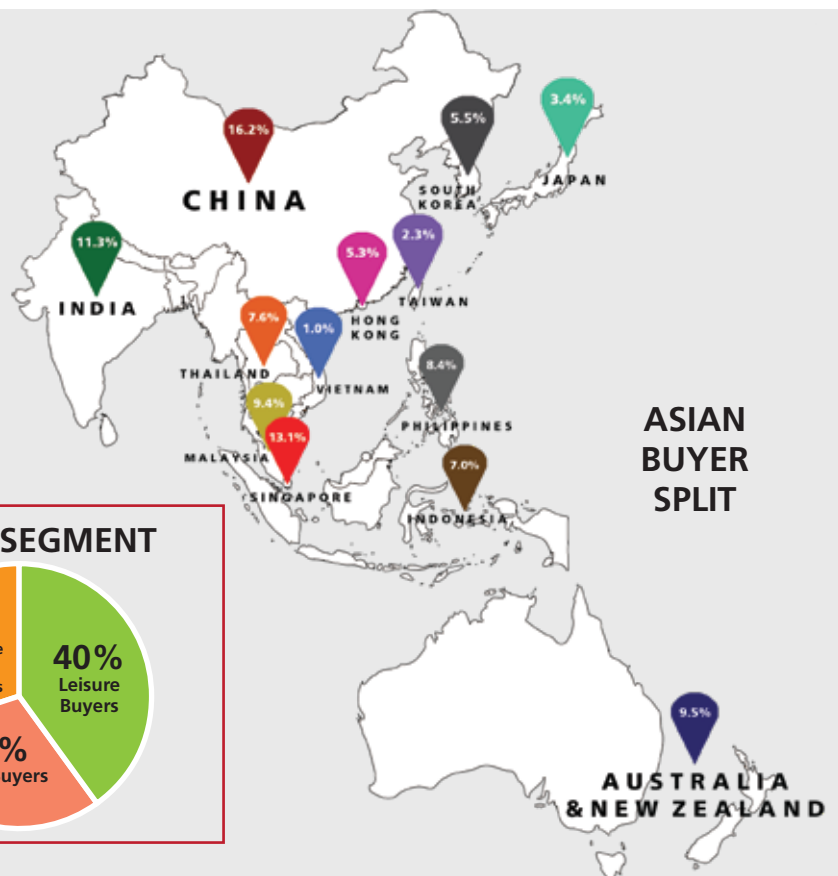 16.2%
CHINA
5.5%
SOUTH
KOREA
3.4%
JAPAN
11.3%
INDIA
5.3%
HONG
KONG
2.3%
TAIWAN
7.6%
THAILAND
1.0%
VIETNAM
9.4%
MALAYSIA
13.1%
SINGAPORE
8.4%
PHILIPPINES
7.0%
INDONESIA
ASIAN
BUYER
SPLIT
SEGMENT
40%
Leisure
Buyers
%
9.5%
AUSTRALIA
& NEW ZEALAND